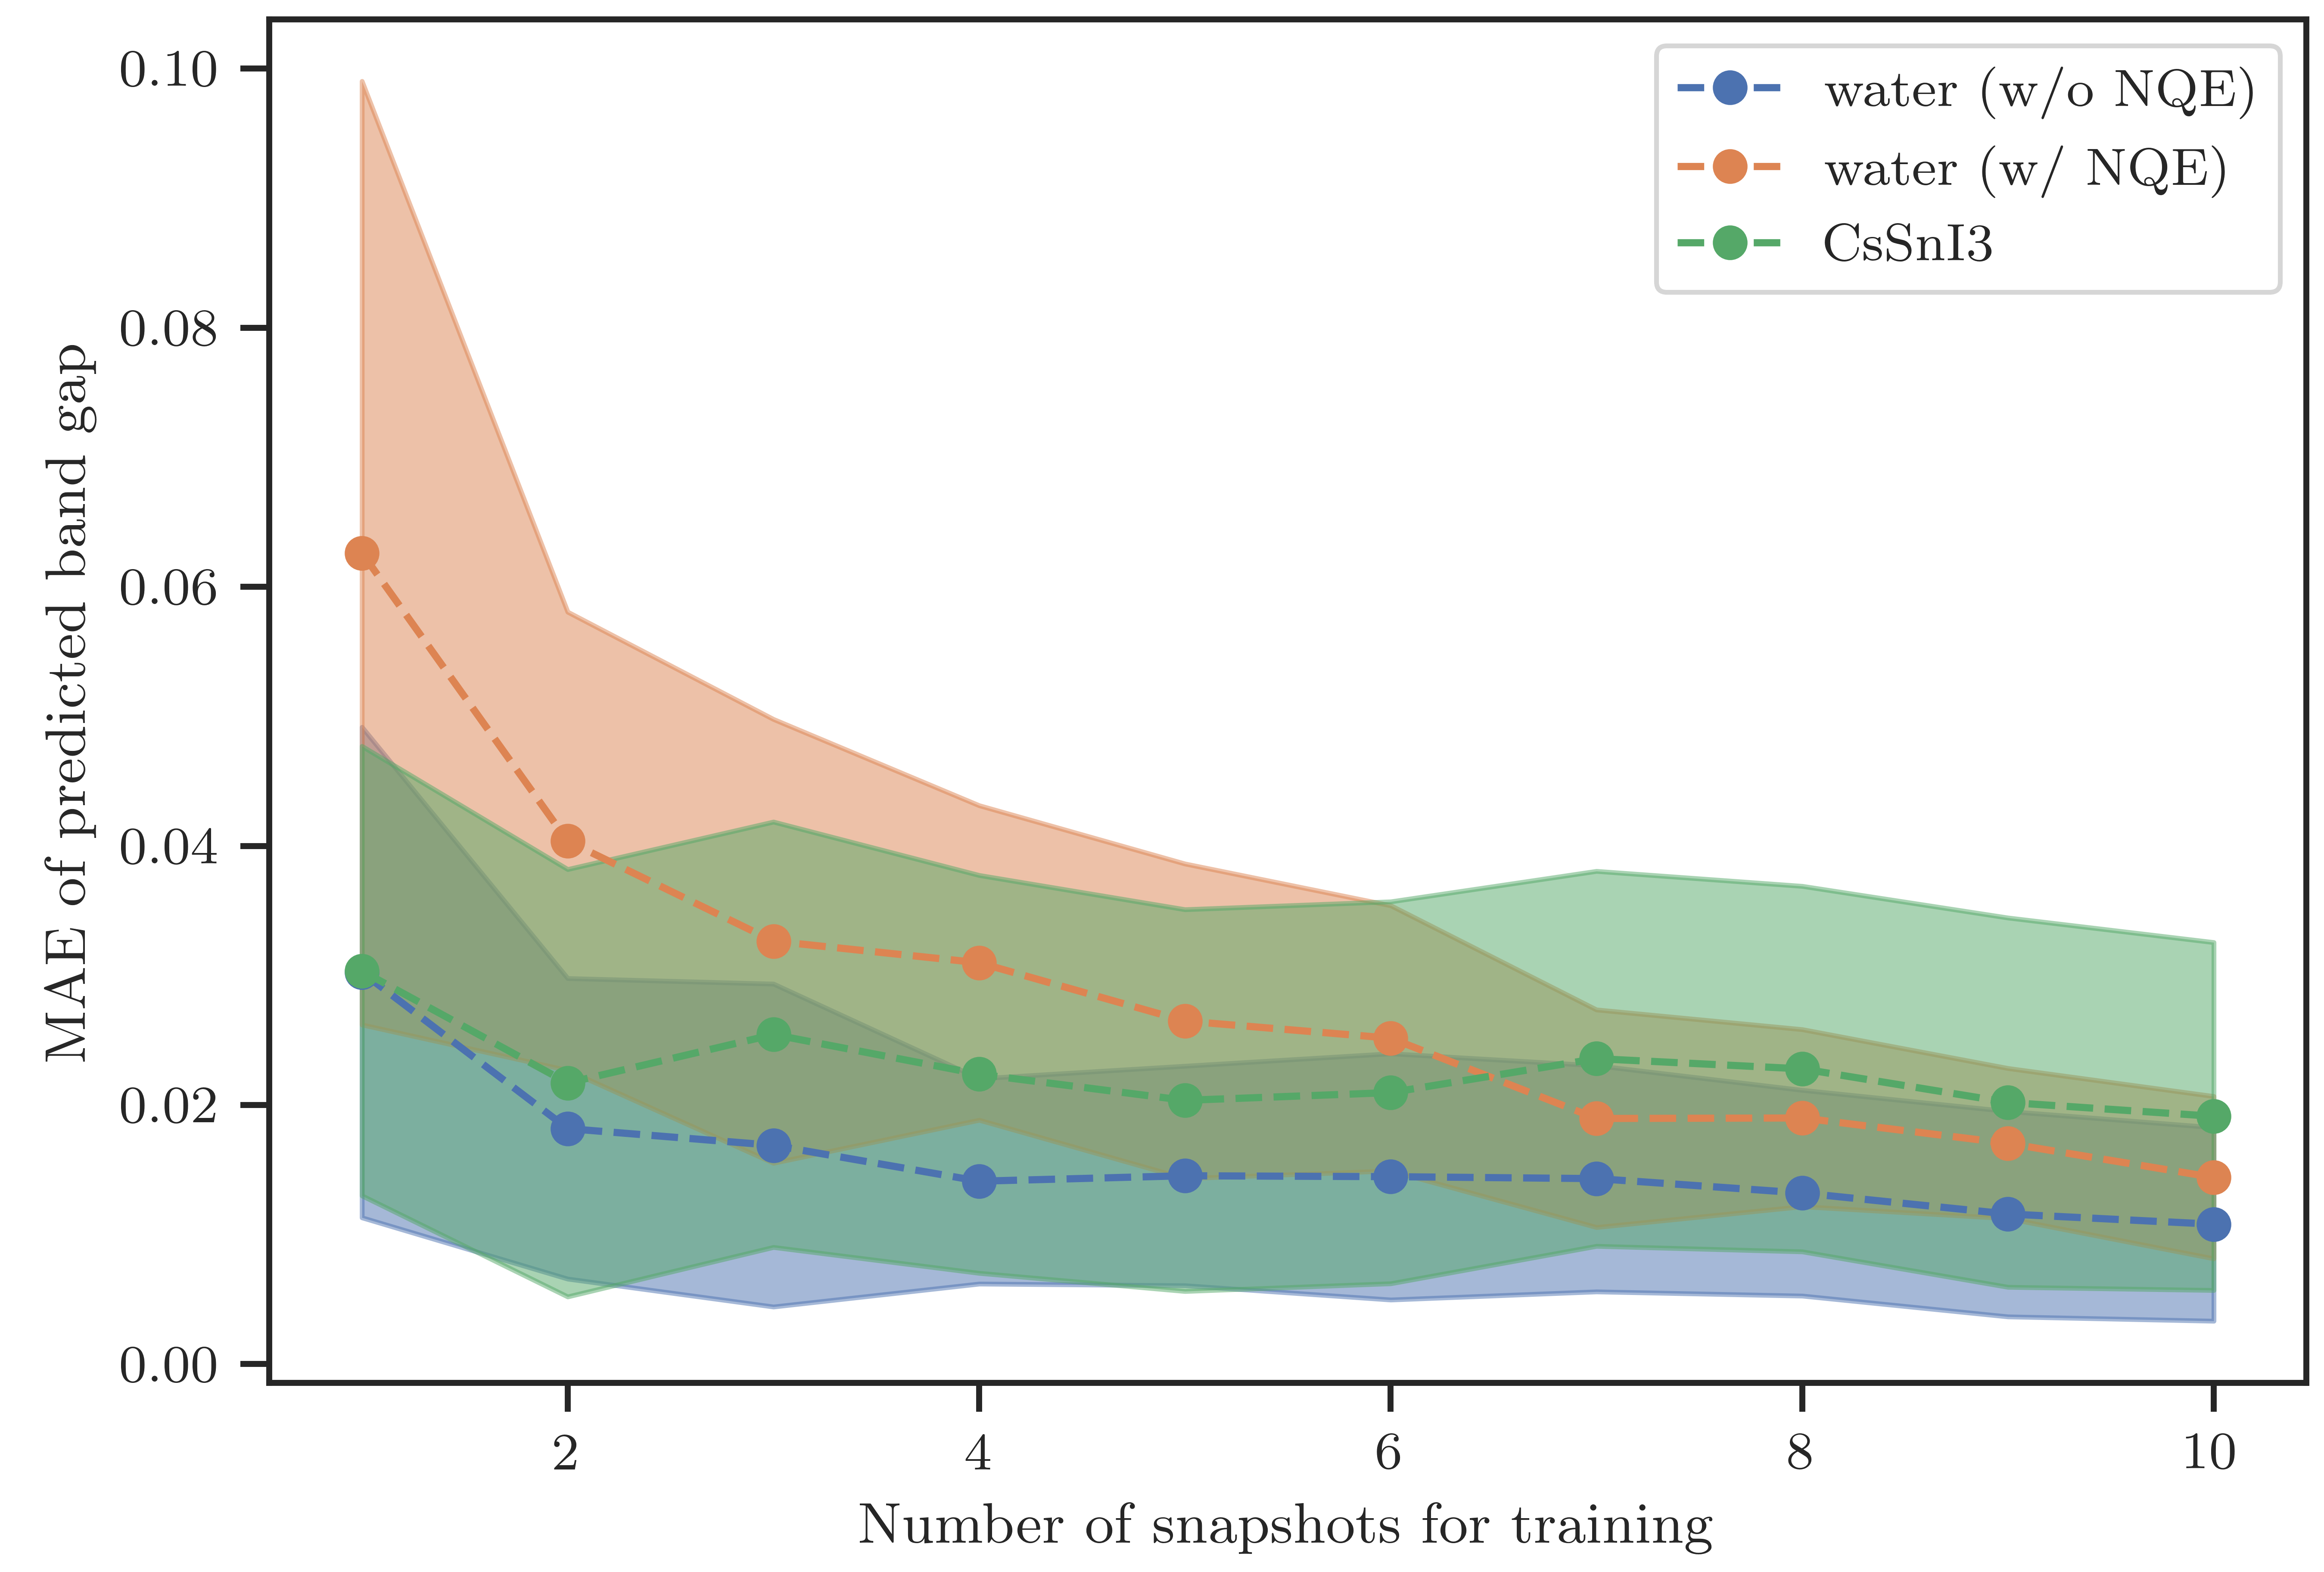 0.10
0.08
0.06
0.04
0.02
0.00
MAE of predicted band gap
water (w/o NQE)
water (w/ NQE)
CsSnI3
2
4
6
8
10
Number of snapshots for training